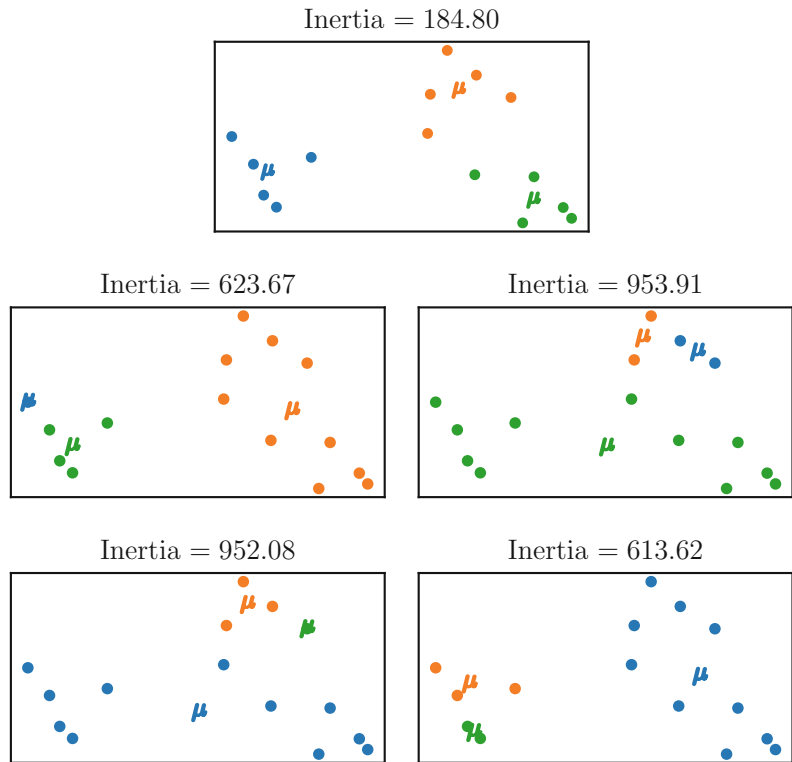 Inertia = 184.80
μ
μ
μ
Inertia = 623.67
μ
μ
μ
Inertia = 953.91
μ
μ
μ
Inertia = 952.08
μ
μ
μ
Inertia = 613.62
μ
μ
μ